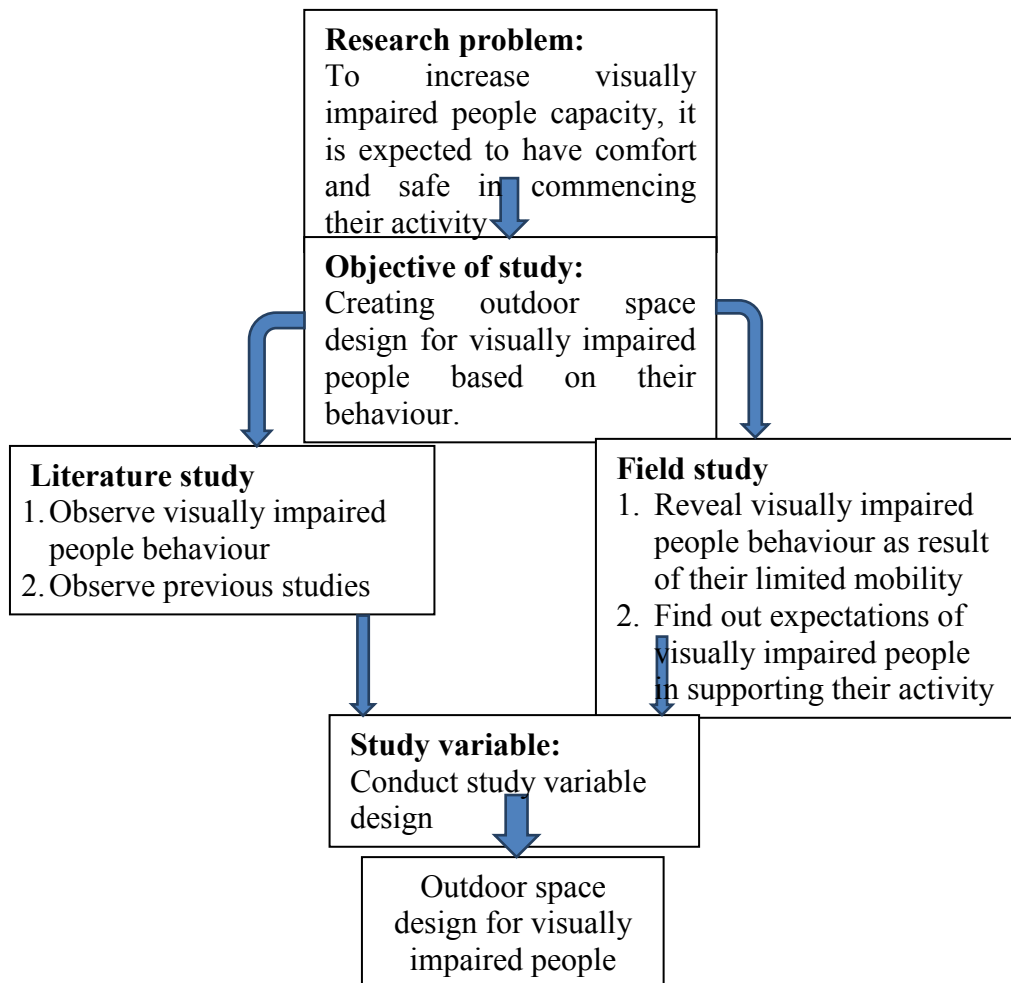 Research problem:
To increase visually
impaired people capacity, it
is expected to have comfort
and safe in commencing
their activity
Objective of study:
Creating outdoor space
design for visually impaired
people based on their
behaviour.
Literature study
1. Observe visually impaired
people behaviour
2. Observe previous studies
Field study
1. Reveal visually impaired
people behaviour as result
of their limited mobility
2. Find out expectations of
visually impaired people
in supporting their activity
Study variable:
Conduct study variable
design
Outdoor space
design for visually
impaired people